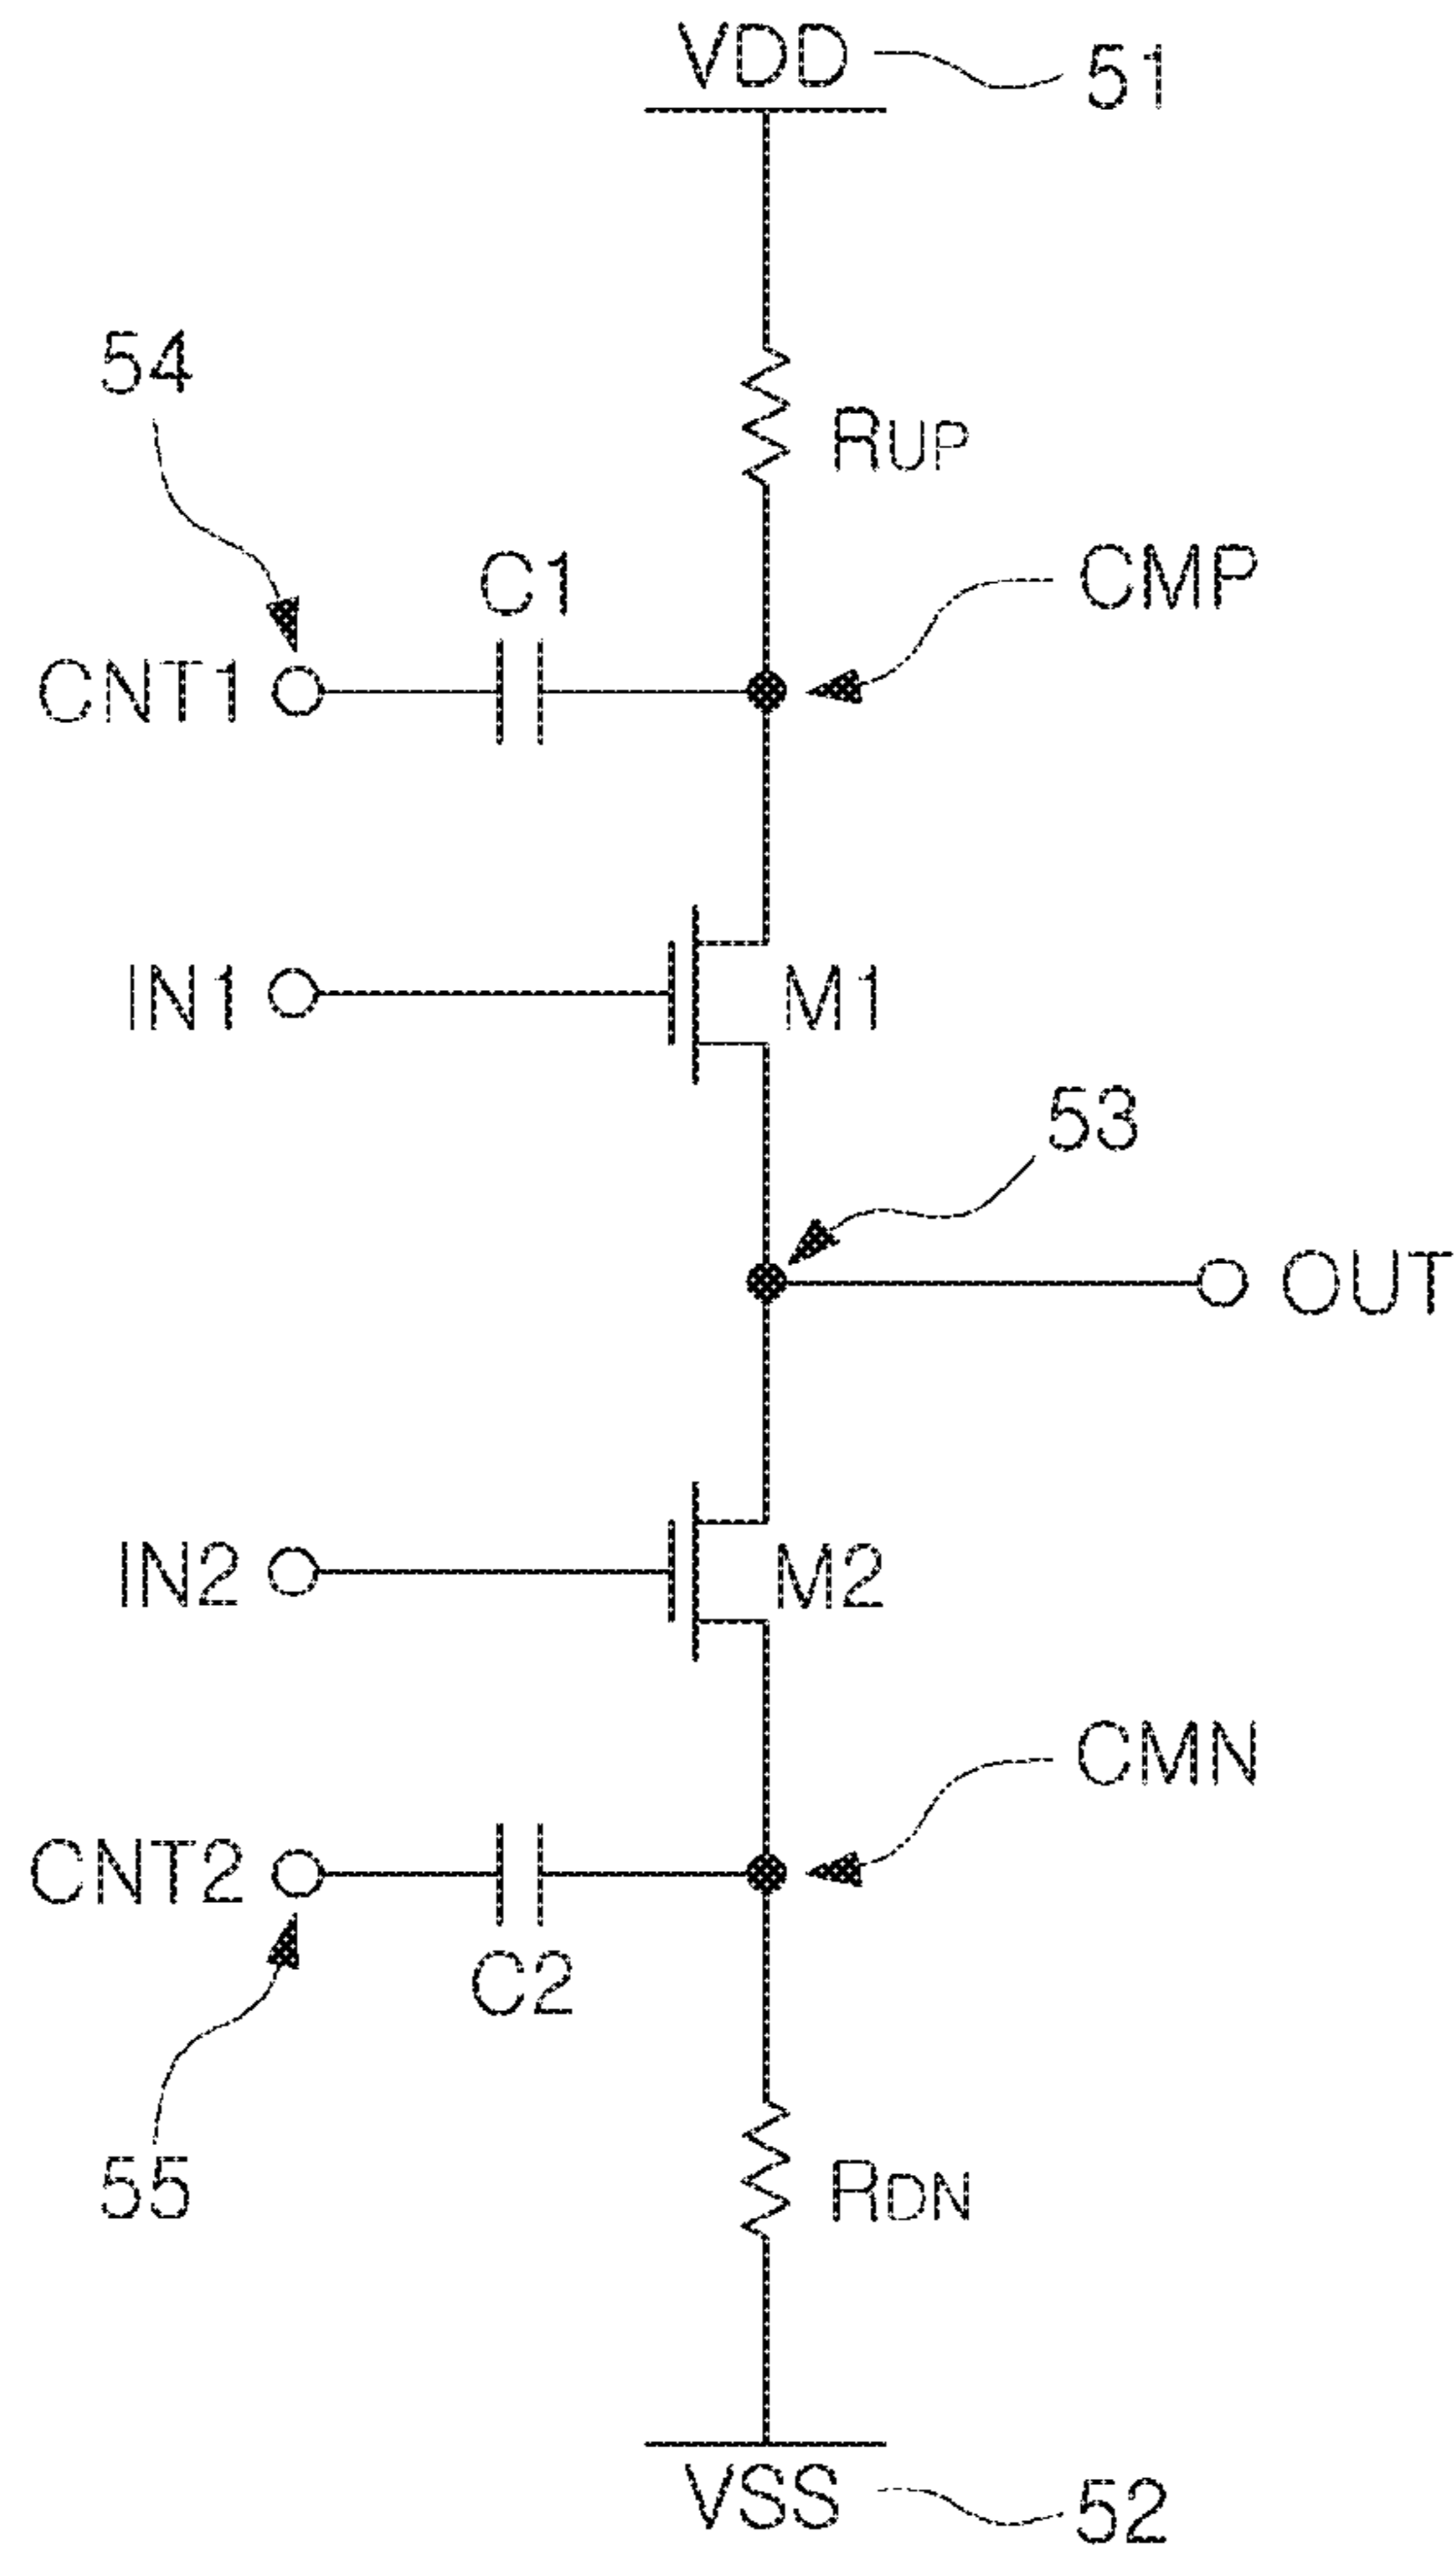 VDD 51
54
RUP
C1 CMP
CNT1
IN1 M1
53
OUT
IN2 M2
CMN
CNT2
C2
55 RDN
VSS 52